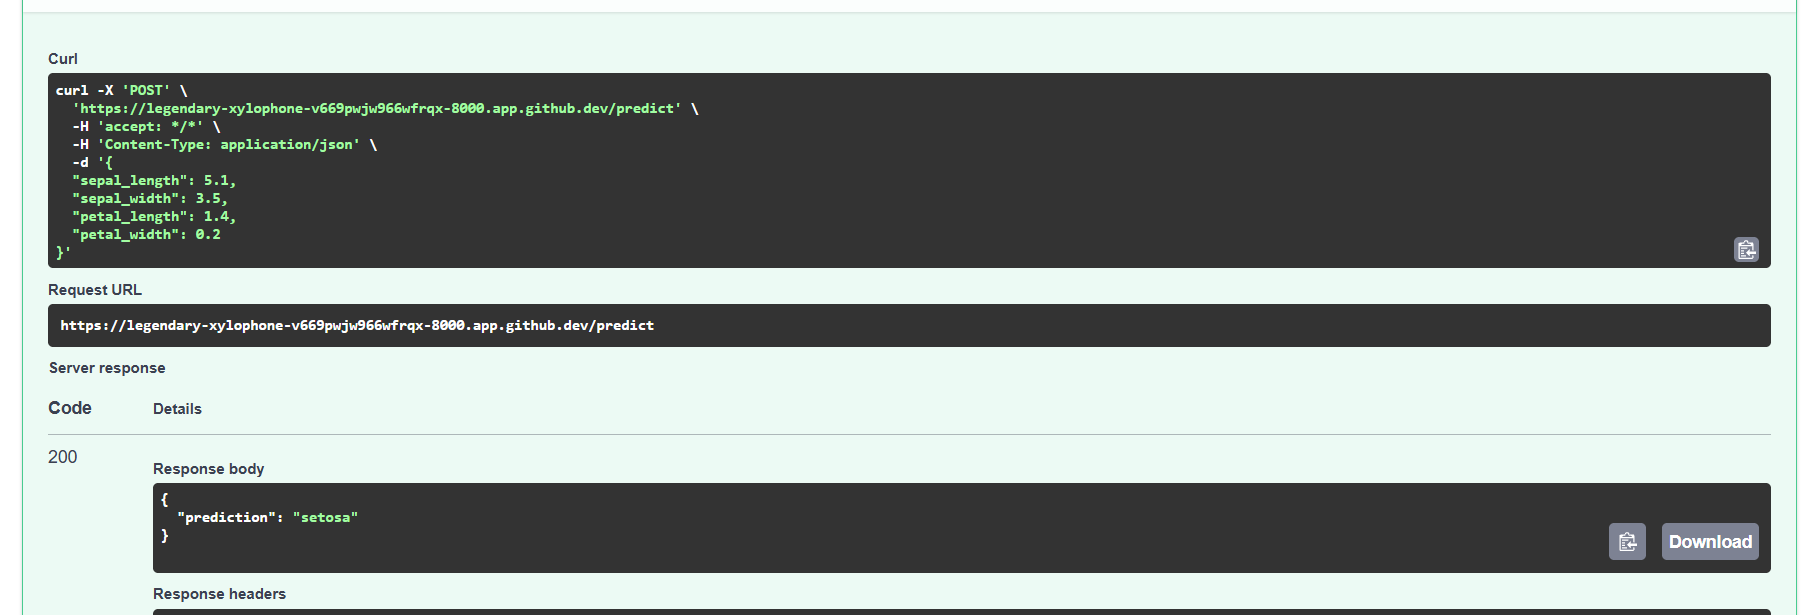 Curl
curl -X 'POST' \
  'https://legendary-xylophone-v669pwjw966wfrqx-8000.app.github.dev/predict' \
  -H 'accept: */*' \
  -H 'Content-Type: application/json' \
  -d '{
  "sepal_length": 5.1,
  "sepal_width": 3.5,
  "petal_length": 1.4,
  "petal_width": 0.2
}'
Request URL
https://legendary-xylophone-v669pwjw966wfrqx-8000.app.github.dev/predict
Server response
Code Details
200
Response body
{
  "prediction": "setosa"
}
Download
Response headers